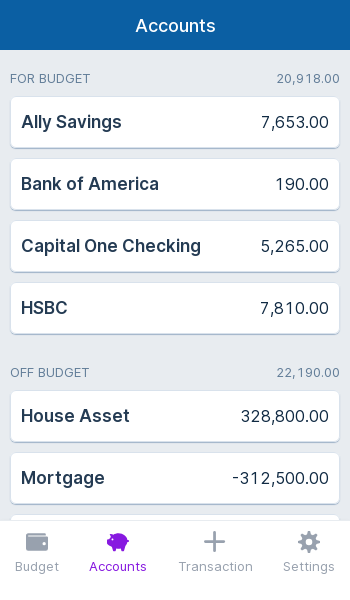 Accounts
FOR BUDGET 20,918.00
Ally Savings 7,653.00
Bank of America 190.00
Capital One Checking 5,265.00
HSBC 7,810.00
OFF BUDGET 22,190.00
House Asset 328,800.00
Mortgage -312,500.00
Budget Accounts Transaction Settings